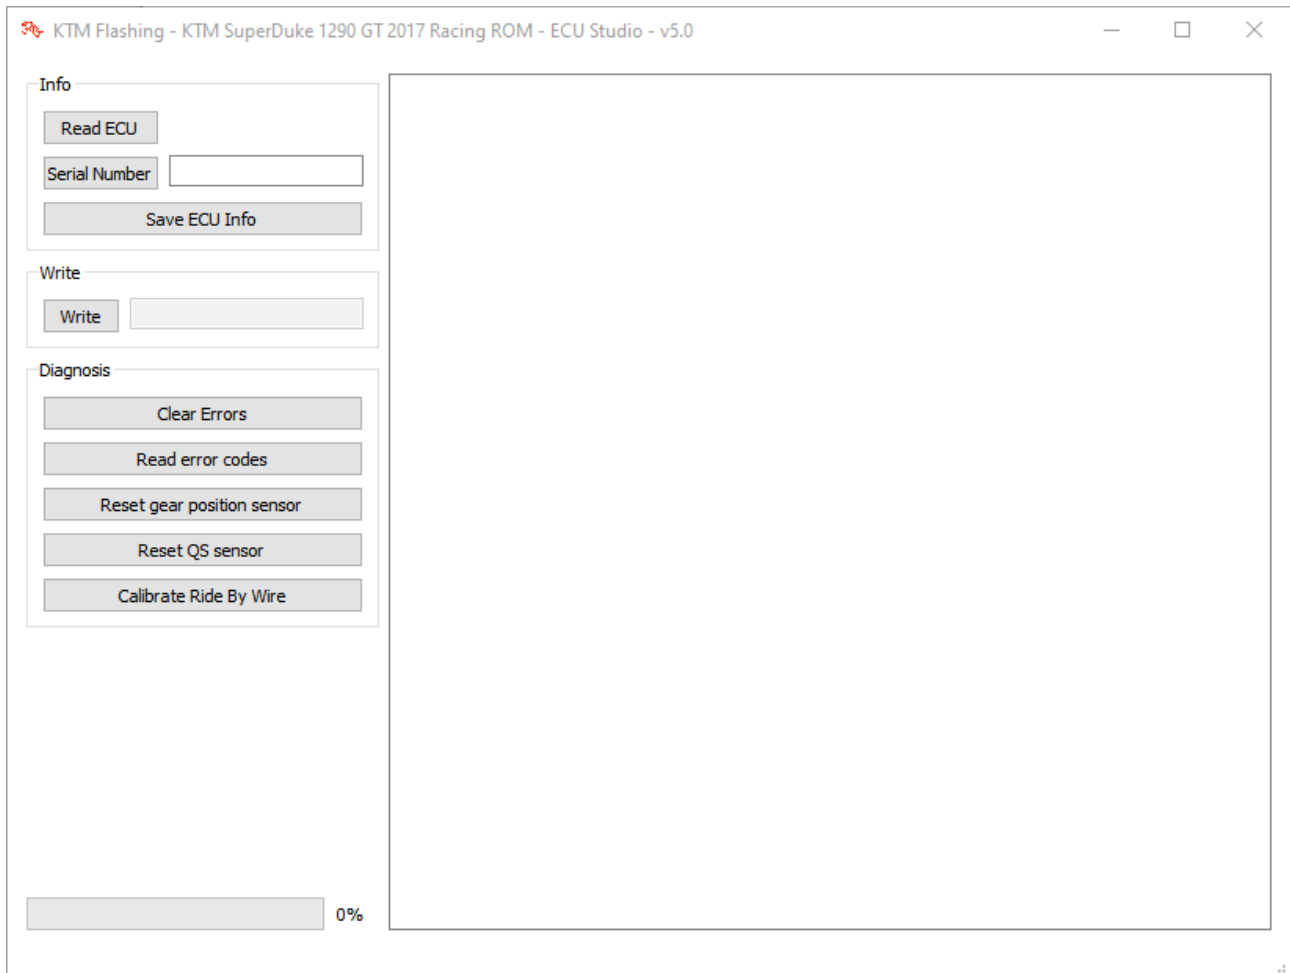 KTM Flashing - KTM SuperDuke 1290 GT 2017 Racing ROM - ECU Studio - v5.0
Info
Read ECU
Serial Number
Save ECU Info
Write
Write
Diagnosis
Clear Errors
Read error codes
Reset gear position sensor
Reset QS sensor
Calibrate Ride By Wire
0%